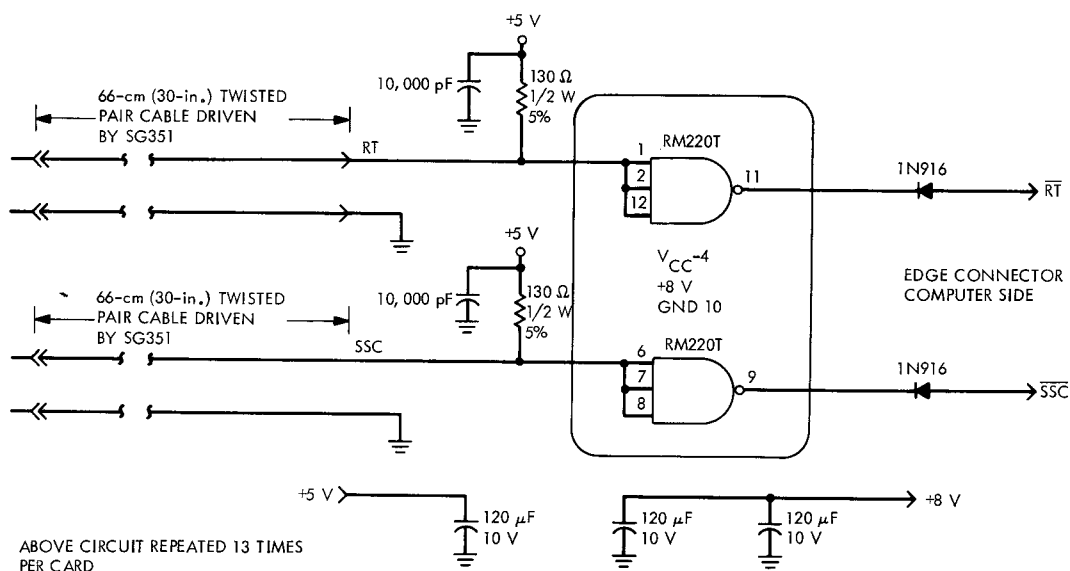 +5 V
10,000 pF
130 Ω
1/2 W
5%
66-cm (30-in.) TWISTED
PAIR CABLE DRIVEN
BY SG351
RT
1
2
12
RM220T
11
1N916
RT
+5 V
VCC-4
+8 V
GND 10
EDGE CONNECTOR
COMPUTER SIDE
66-cm (30-in.) TWISTED
PAIR CABLE DRIVEN
BY SG351
10,000 pF
130 Ω
1/2 W
5%
SSC
6
7
8
RM220T
9
1N916
SSC
+5 V
120 μF
10 V
120 μF
10 V
120 μF
10 V
+8 V
ABOVE CIRCUIT REPEATED 13 TIMES
PER CARD